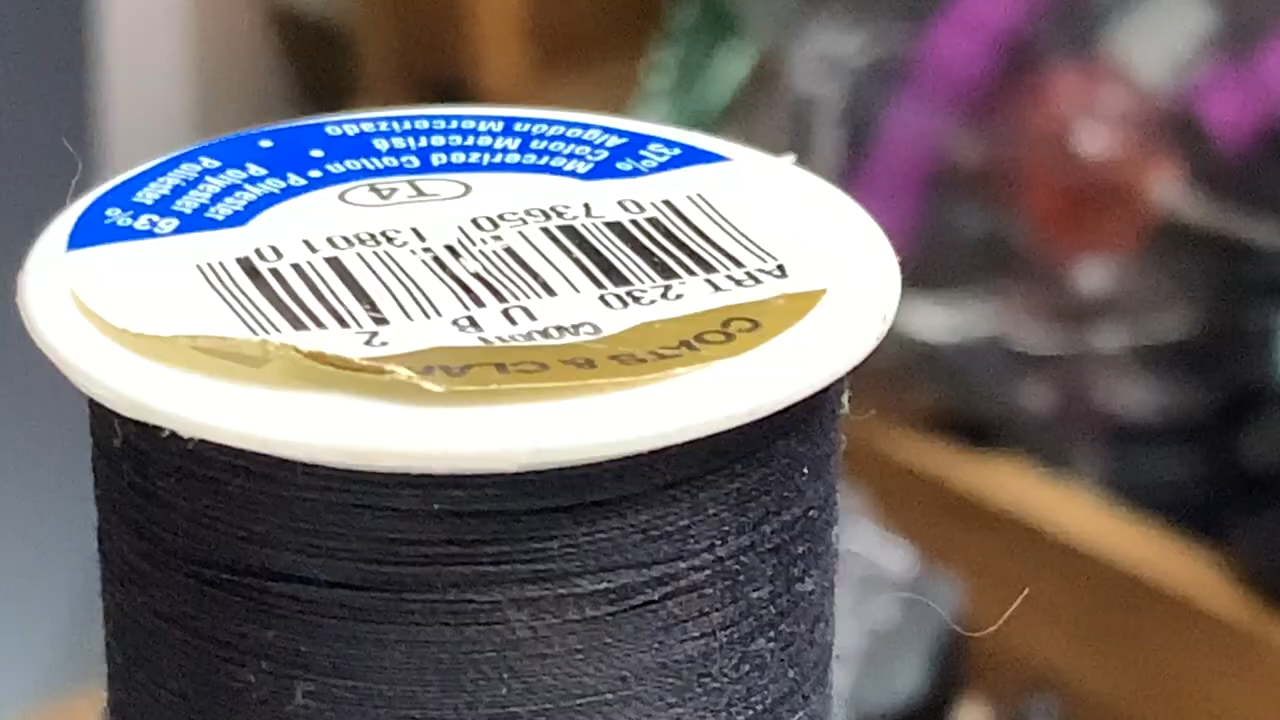 COATS & CLA
ART. 230 U B 2
0 73650 13801 0
T4
37% Mercerized Cotton • Polyester 63%
Coton Mercerisé • Polyester
Algodón Mercerizado • Poliéster